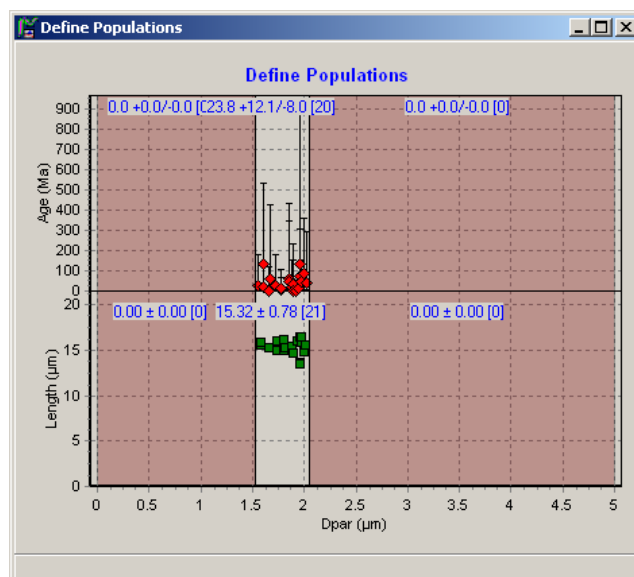 Define Populations
Define Populations
0.0 +0.0/-0.0 [0
23.8 +12.1/-8.0 [20]
0.0 +0.0/-0.0 [0]
900
800
700
600
500
400
300
200
100
0
Age (Ma)
0.00 ± 0.00 [0]
15.32 ± 0.78 [21]
0.00 ± 0.00 [0]
20
15
10
5
0
Length (µm)
0 0.5 1 1.5 2 2.5 3 3.5 4 4.5 5
Dpar (µm)